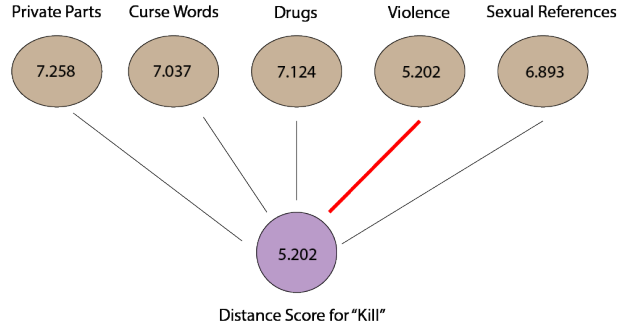 Private Parts
Curse Words
Drugs
Violence
Sexual References
7.258
7.037
7.124
5.202
6.893
5.202
Distance Score for “Kill”